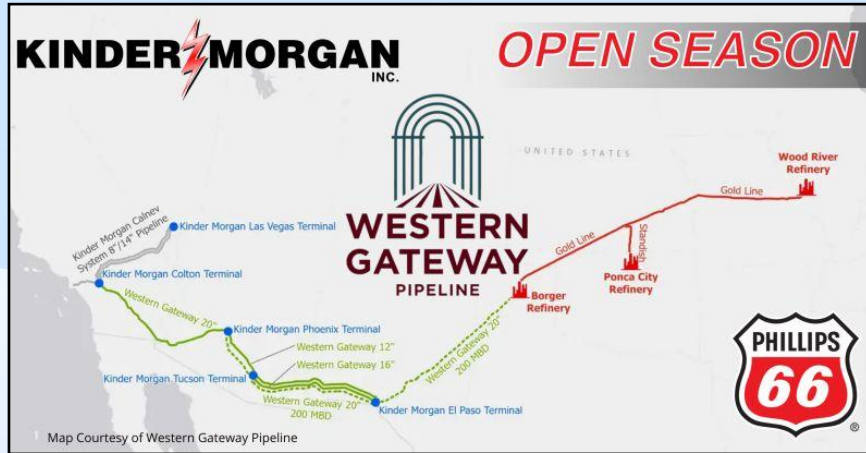 KINDER MORGAN
INC.
OPEN SEASON
UNITED STATES
WESTERN
GATEWAY
PIPELINE
Wood River
Refinery
Gold Line
Standish
Gold Line
Ponca City
Refinery
Borger
Refinery
Kinder Morgan Calnev
System 8"/14" Pipeline
Kinder Morgan Las Vegas Terminal
Kinder Morgan Colton Terminal
Western Gateway 20"
Kinder Morgan Phoenix Terminal
Western Gateway 12"
Western Gateway 16"
Kinder Morgan Tucson Terminal
Western Gateway 20"
200 MBD
Western Gateway 20"
200 MBD
Kinder Morgan El Paso Terminal
PHILLIPS
66
®
1
Map Courtesy of Western Gateway Pipeline